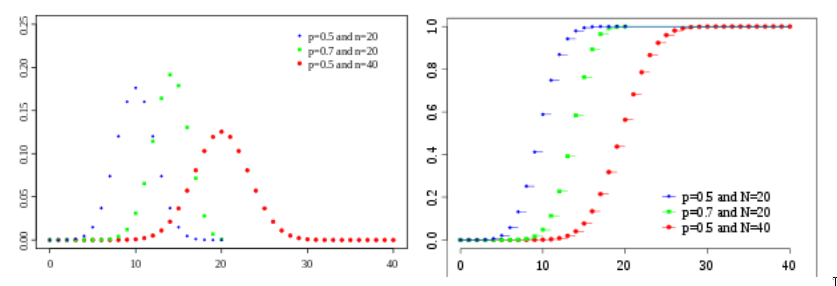 0.25
0.20
0.15
0.10
0.05
0.00
p=0.5 and n=20
p=0.7 and n=20
p=0.5 and n=40
0 10 20 30 40
1.0
0.8
0.6
0.4
0.2
0.0
p=0.5 and N=20
p=0.7 and N=20
p=0.5 and N=40
0 10 20 30 40